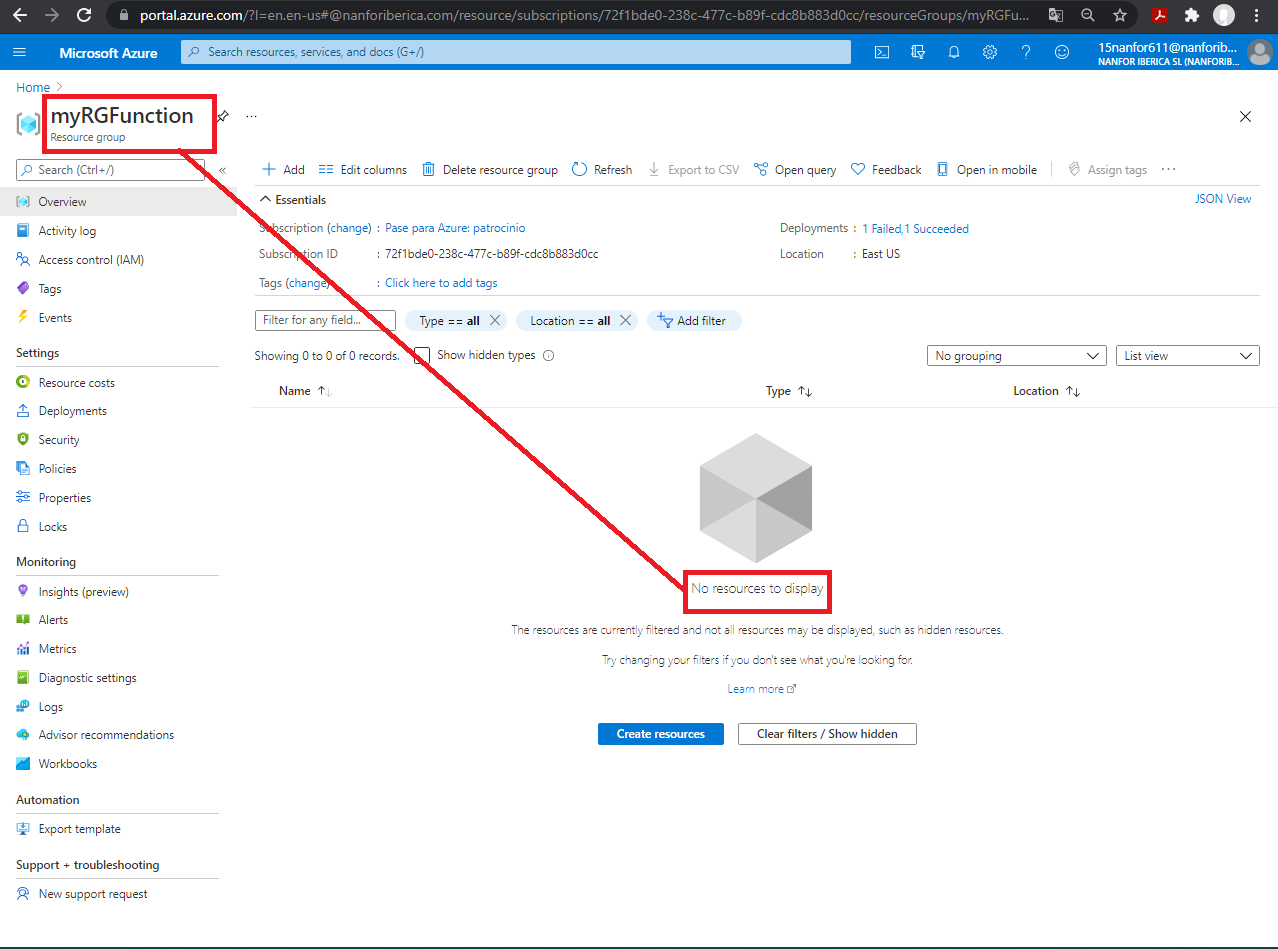 portal.azure.com/?l=en.en-us#@nanforiberica.com/resource/subscriptions/72f1bde0-238c-477c-b89f-cdc8b883d0cc/resourceGroups/myRGFu...
Microsoft Azure
Search resources, services, and docs (G+/)
15nanfor611@nanforib...
NANFOR IBERICA SL (NANFORIB...
Home
myRGFunction
...
Resource group
Search (Ctrl+/)
«
Add
Edit columns
Delete resource group
Refresh
Export to CSV
Open query
Feedback
Open in mobile
Assign tags
...
Overview
Activity log
Access control (IAM)
Tags
Events
Settings
Resource costs
Deployments
Security
Policies
Properties
Locks
Monitoring
Insights (preview)
Alerts
Metrics
Diagnostic settings
Logs
Advisor recommendations
Workbooks
Automation
Export template
Support + troubleshooting
New support request
Essentials
JSON View
Subscription (change) : Pase para Azure: patrocinio
Deployments : 1 Failed,1 Succeeded
Subscription ID : 72f1bde0-238c-477c-b89f-cdc8b883d0cc
Location : East US
Tags (change) : Click here to add tags
Filter for any field...
Type == all
Location == all
Add filter
Showing 0 to 0 of 0 records.
Show hidden types
No grouping
List view
Name
Type
Location
No resources to display
The resources are currently filtered and not all resources may be displayed, such as hidden resources.
Try changing your filters if you don't see what you're looking for.
Learn more
Create resources
Clear filters / Show hidden